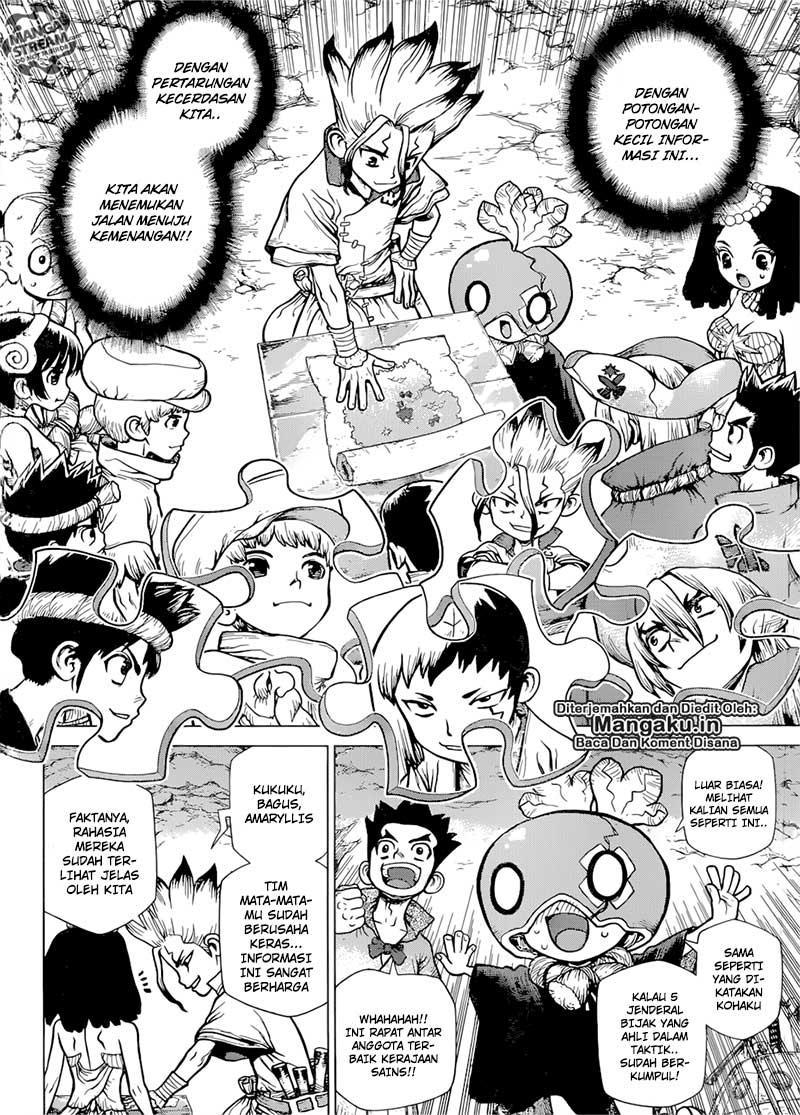 MANGA
STREAM
DENGAN
POTONGAN-
POTONGAN
KECIL INFOR-
MASI INI...
DENGAN
PERTARUNGAN
KECERDASAN
KITA..
KITA AKAN
MENEMUKAN
JALAN MENUJU
KEMENANGAN!!
Diterjemahkan dan Diedit Oleh:
Mangaku.in
Baca Dan Koment Disana
LUAR BIASA!
MELIHAT
KALIAN SEMUA
SEPERTI INI..
SAMA
SEPERTI
YANG DI-
KATAKAN
KOHAKU
KALAU 5
JENDERAL
BIJAK YANG
AHLI DALAM
TAKTIK..
SUDAH BER-
KUMPUL!
WHAHAHAH!!
INI RAPAT ANTAR
ANGGOTA TER-
BAIK KERAJAAN
SAINS!!
KUKUKU,
BAGUS,
AMARYLLIS
TIM
MATA-MATA-
MU SUDAH
BERUSAHA
KERAS...
INFORMASI
INI SANGAT
BERHARGA
FAKTANYA,
RAHASIA
MEREKA
SUDAH TER-
LIHAT JELAS
OLEH KITA